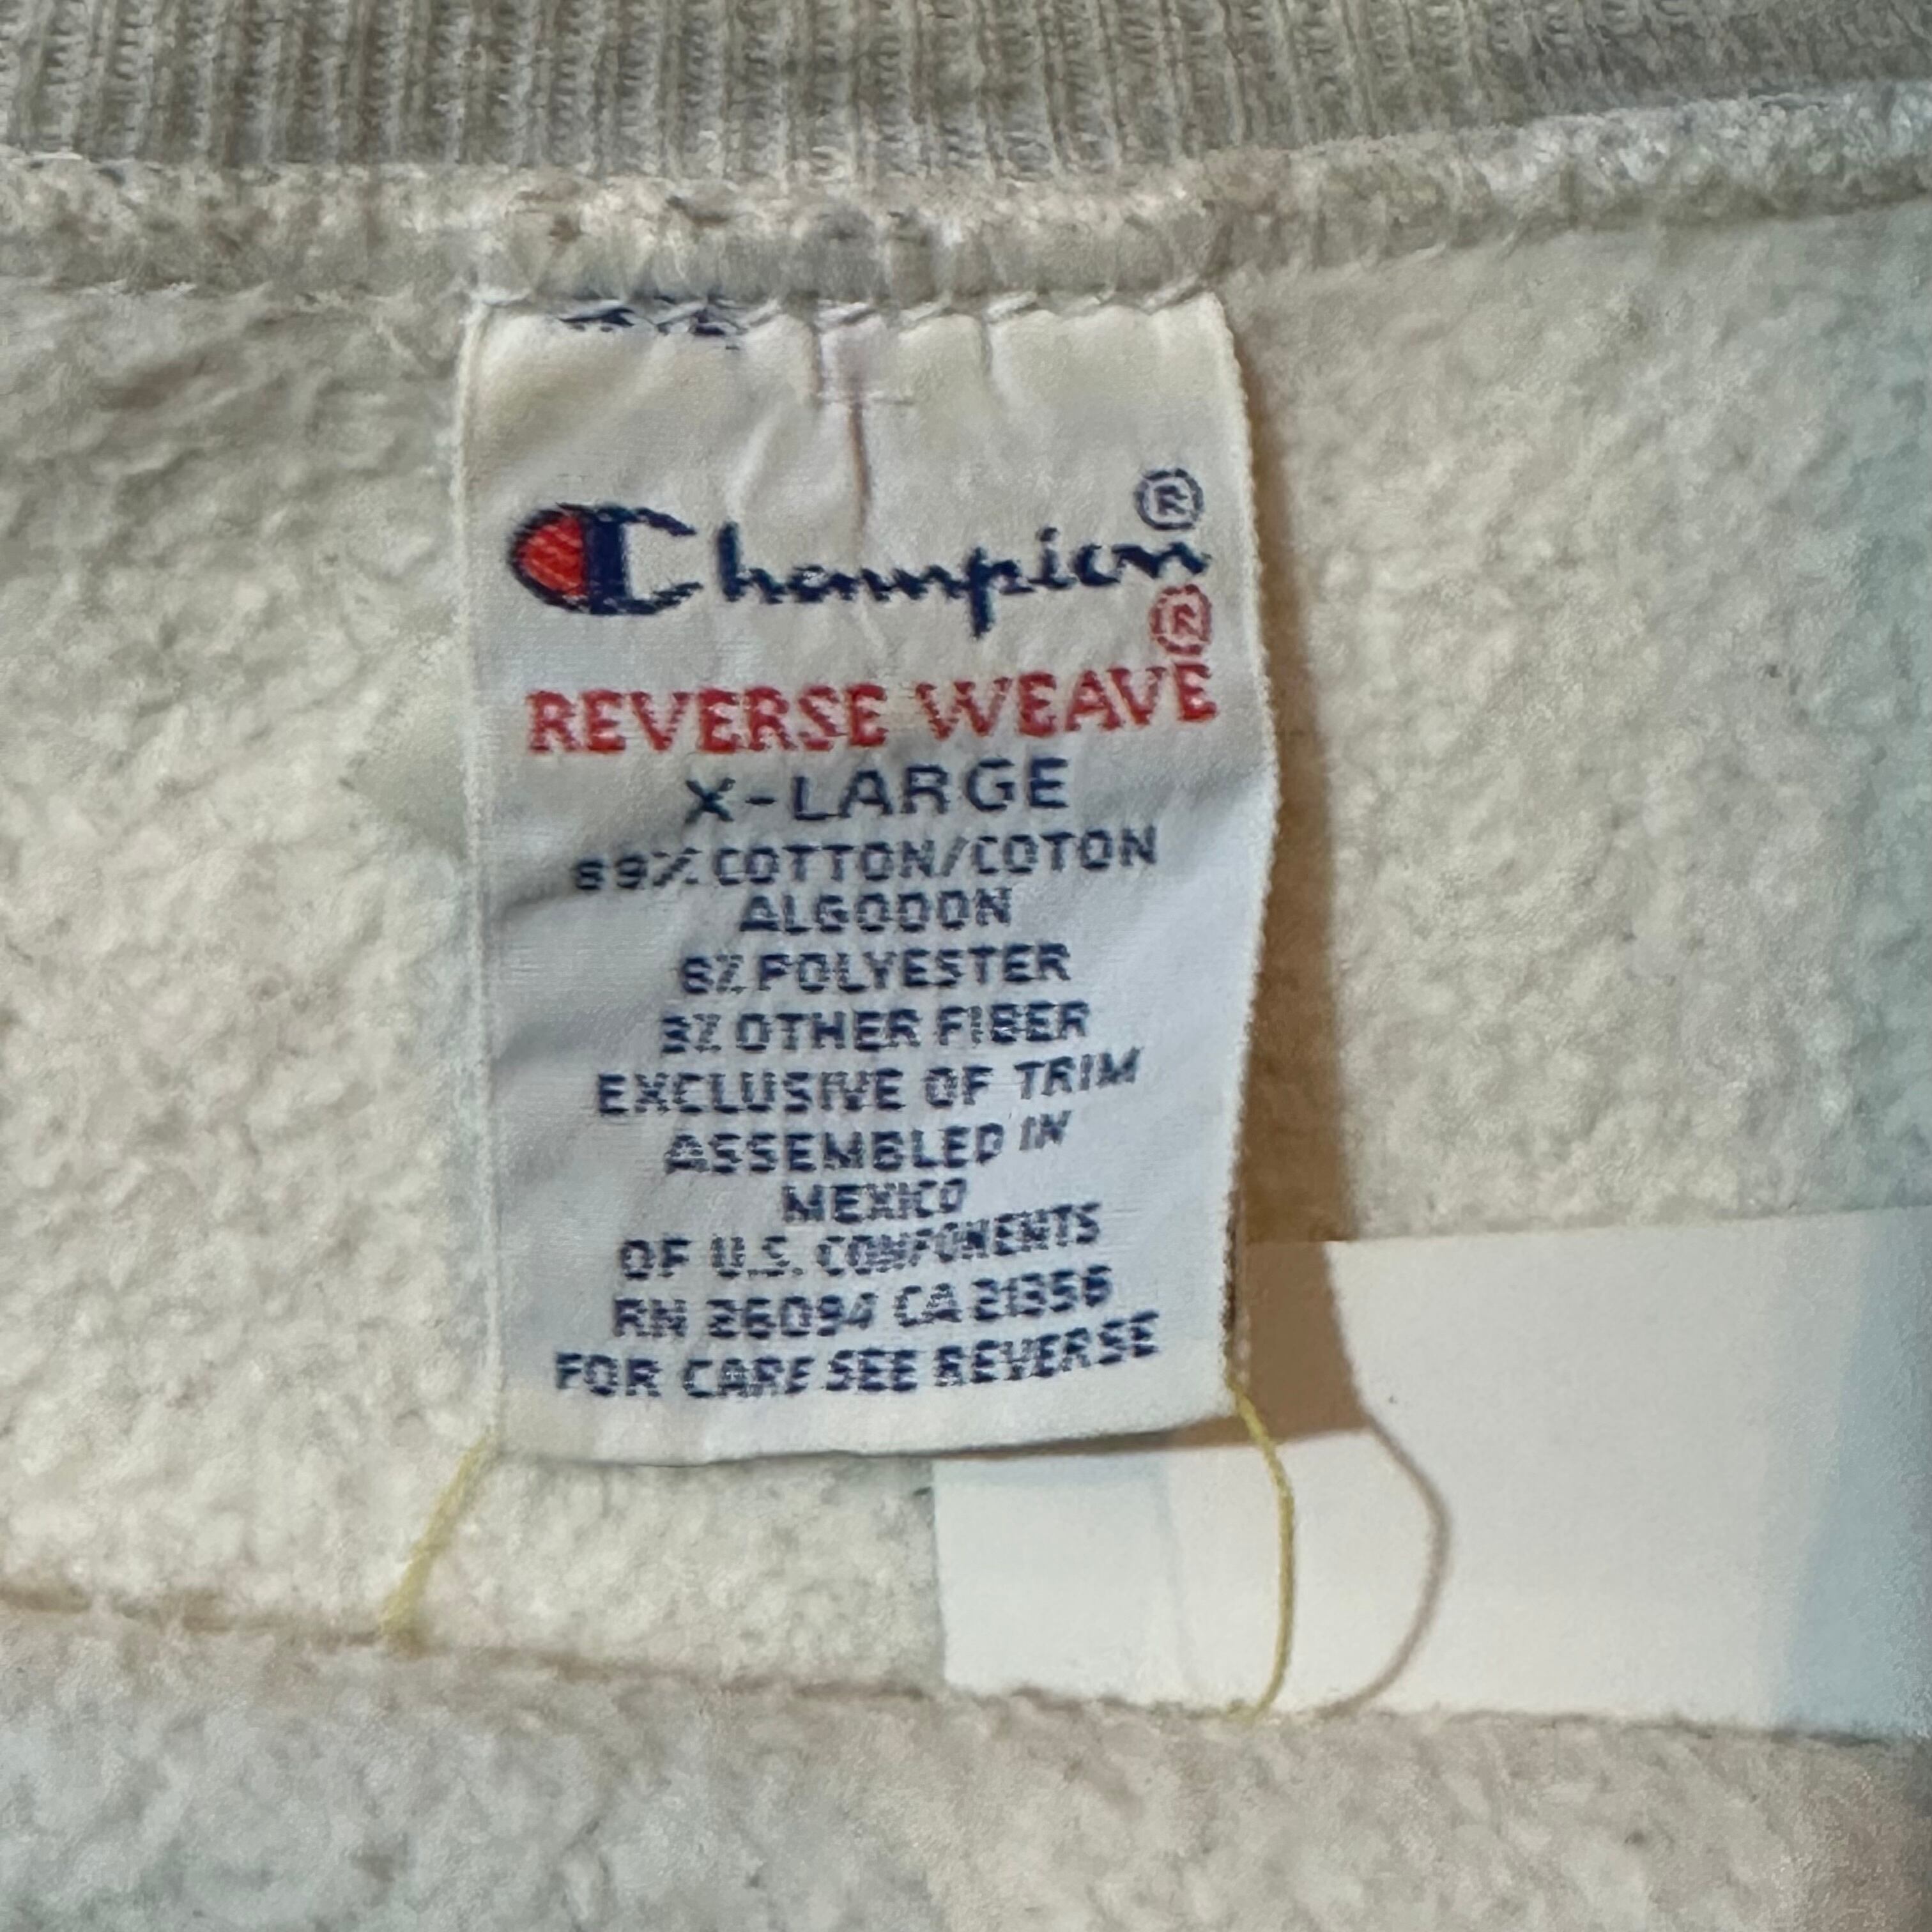 Champion®
®
REVERSE WEAVE
X-LARGE
89% COTTON/COTON
ALGODON
8% POLYESTER
3% OTHER FIBER
EXCLUSIVE OF TRIM
ASSEMBLED IN
MEXICO
OF U.S. COMPONENTS
RN 26094 CA 21356
FOR CARE SEE REVERSE